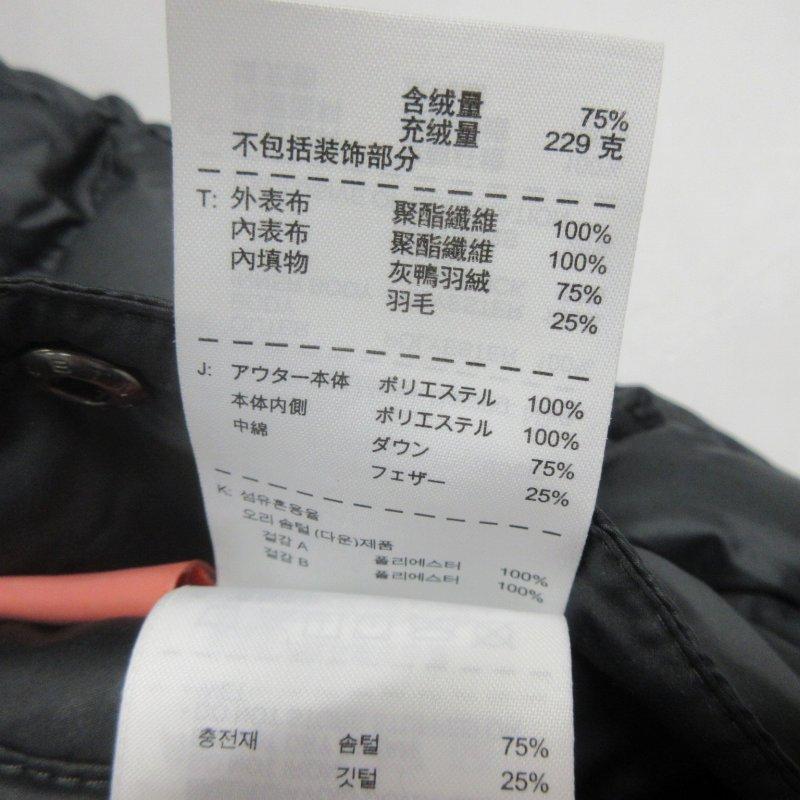 含绒量 75%
充绒量 229 克
不包括装饰部分
T: 外表布 聚酯纖維 100%
內表布 聚酯纖維 100%
內填物 灰鴨羽絨 75%
羽毛 25%
J: アウター本体 ポリエステル 100%
本体内側 ポリエステル 100%
中綿 ダウン 75%
フェザー 25%
K: 섬유혼용율
오리 솜털 (다운)제품
겉감 A 폴리에스터 100%
겉감 B 폴리에스터 100%
충전재 솜털 75%
깃털 25%